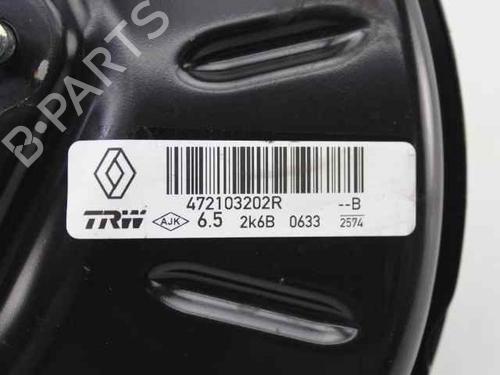 B-PARTS
472103202R --B
TRW AJK 6.5 2k6B 0633 2574